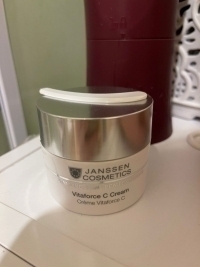 JANSSEN
COSMETICS
Vitaforce C Cream
Crème Vitaforce C